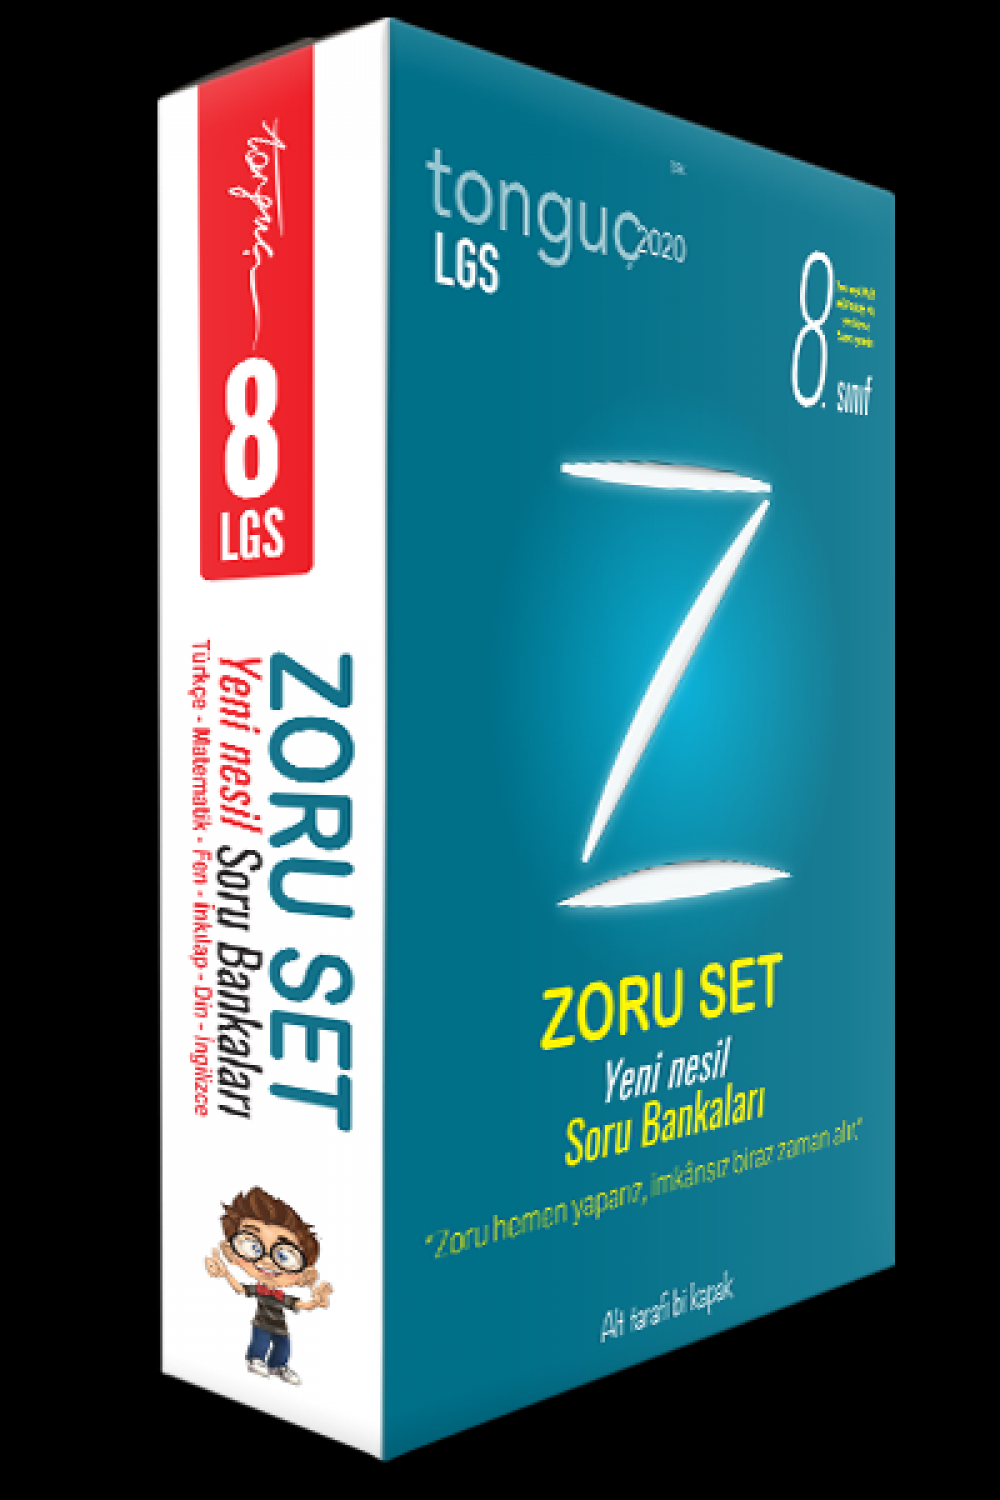 tonguç
8
LGS
ZORU SET
Yeni nesil Soru Bankaları
Türkçe - Matematik - Fen - İnkılap - Din - İngilizce
tonguç 2020
LGS
8. sınıf
Z
ZORU SET
Yeni nesil
Soru Bankaları
"Zoru hemen yaparız, imkânsız biraz zaman alır."
Alt tarafı bi kapak